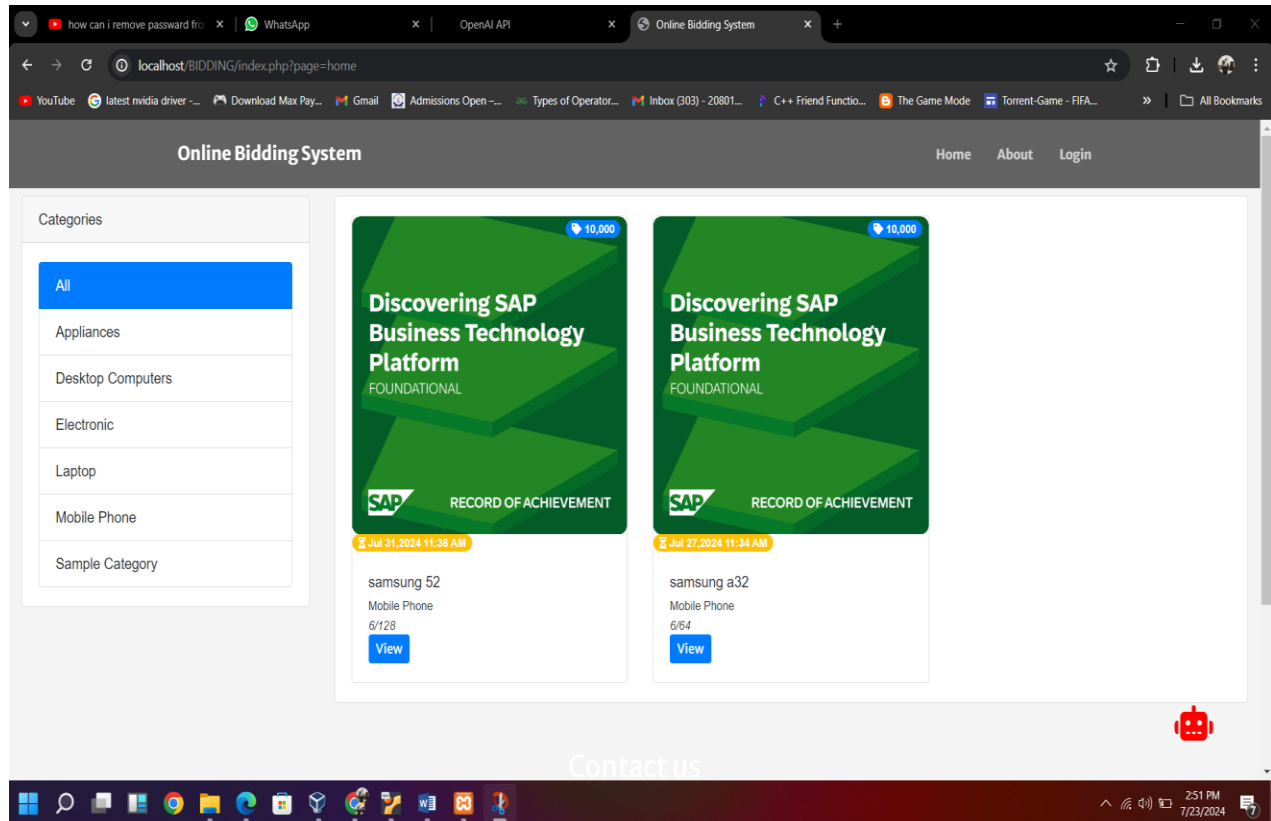 how can i remove passward fro
WhatsApp
OpenAI API
Online Bidding System
localhost/BIDDING/index.php?page=home
YouTube
latest nvidia driver -...
Download Max Pay...
Gmail
Admissions Open –...
Types of Operator...
Inbox (303) - 20801...
C++ Friend Functio...
The Game Mode
Torrent-Game - FIFA...
»
All Bookmarks
Online Bidding System
Home
About
Login
Categories
All
Appliances
Desktop Computers
Electronic
Laptop
Mobile Phone
Sample Category
10,000
Discovering SAP
Business Technology
Platform
FOUNDATIONAL
SAP
RECORD OF ACHIEVEMENT
Jul 31,2024 11:36 AM
samsung 52
Mobile Phone
6/128
View
10,000
Discovering SAP
Business Technology
Platform
FOUNDATIONAL
SAP
RECORD OF ACHIEVEMENT
Jul 27,2024 11:34 AM
samsung a32
Mobile Phone
6/64
View
Contact us
2:51 PM
7/23/2024
7